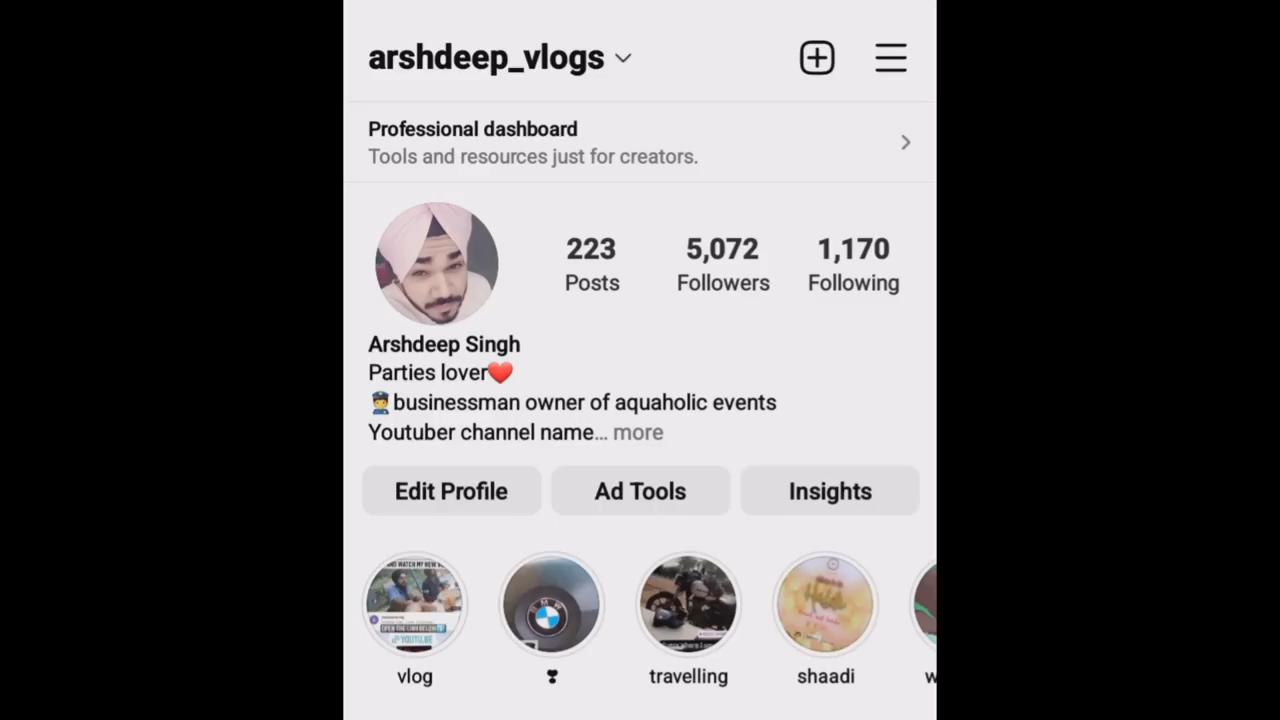 arshdeep_vlogs
Professional dashboard
Tools and resources just for creators.
223
5,072
1,170
Posts
Followers
Following
Arshdeep Singh
Parties lover❤️
👮businessman owner of aquaholic events
Youtuber channel name... more
Edit Profile
Ad Tools
Insights
BMW
vlog
❣
travelling
shaadi
w